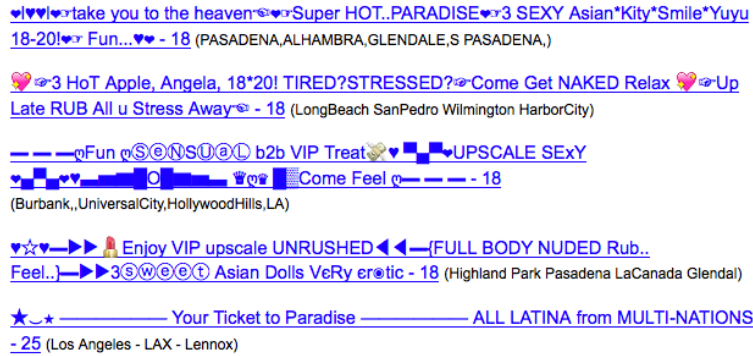 ❤l♥♥l❤☞take you to the heaven☜❤☞Super HOT..PARADISE❤☞3 SEXY Asian*Kity*Smile*Yuyu
18-20!❤☞ Fun...♥❤ - 18 (PASADENA,ALHAMBRA,GLENDALE,S PASADENA,)
💖☞3 HoT Apple, Angela, 18*20! TIRED?STRESSED?☞Come Get NAKED Relax 💖☞Up
Late RUB All u Stress Away☜ - 18 (LongBeach SanPedro Wilmington HarborCity)
▬ ▬ ▬ღFun ღⓈⓔⓃSⓊⓐⓁ b2b VIP Treat💸♥ ▀▄▀❤UPSCALE SExY
❤▄▀▄❤♥▃▅▆█O█▆▅▃ ♛ღ♛ █▒Come Feel ღ▬ ▬ ▬ - 18
(Burbank,,UniversalCity,HollywoodHills,LA)
♥☆♥▬▶▶💄Enjoy VIP upscale UNRUSHED◀◀▬{FULL BODY NUDED Rub..
Feel..}▬▶▶3ⓢⓦⓔⓔⓣ Asian Dolls VєRy єr๏tic - 18 (Highland Park Pasadena LaCanada Glendal)
★‿★ —————— Your Ticket to Paradise —————— ALL LATINA from MULTI-NATIONS
- 25 (Los Angeles - LAX - Lennox)